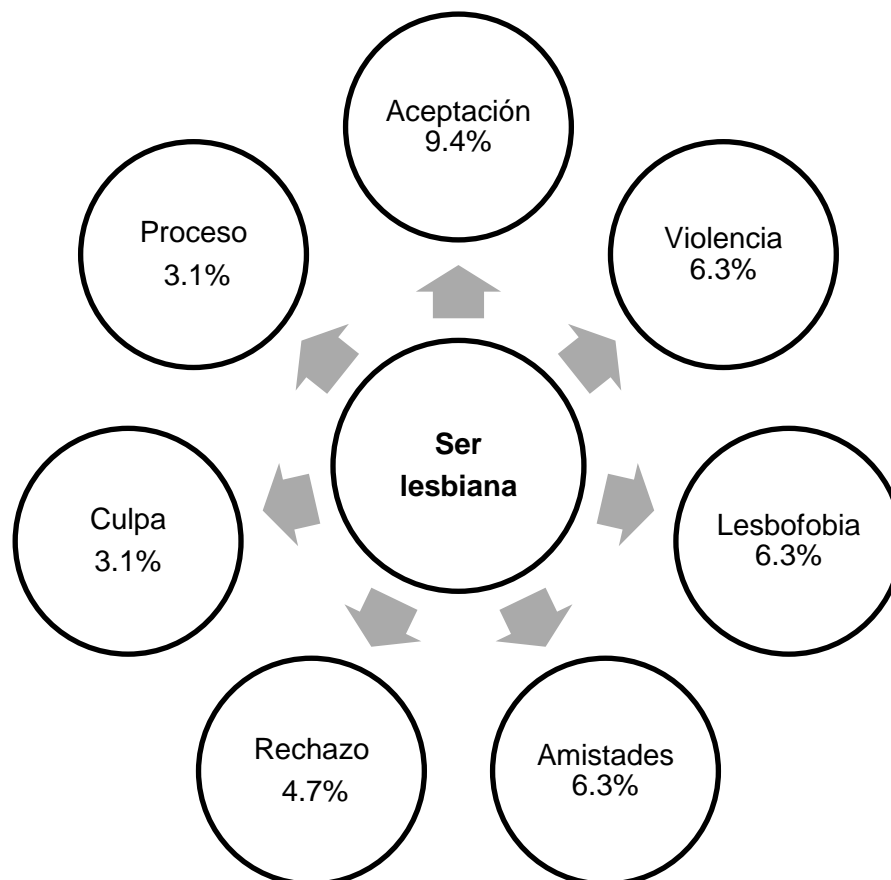 Aceptación
9.4%
Violencia
6.3%
Lesbofobia
6.3%
Amistades
6.3%
Rechazo
4.7%
Culpa
3.1%
Proceso
3.1%
Ser
lesbiana